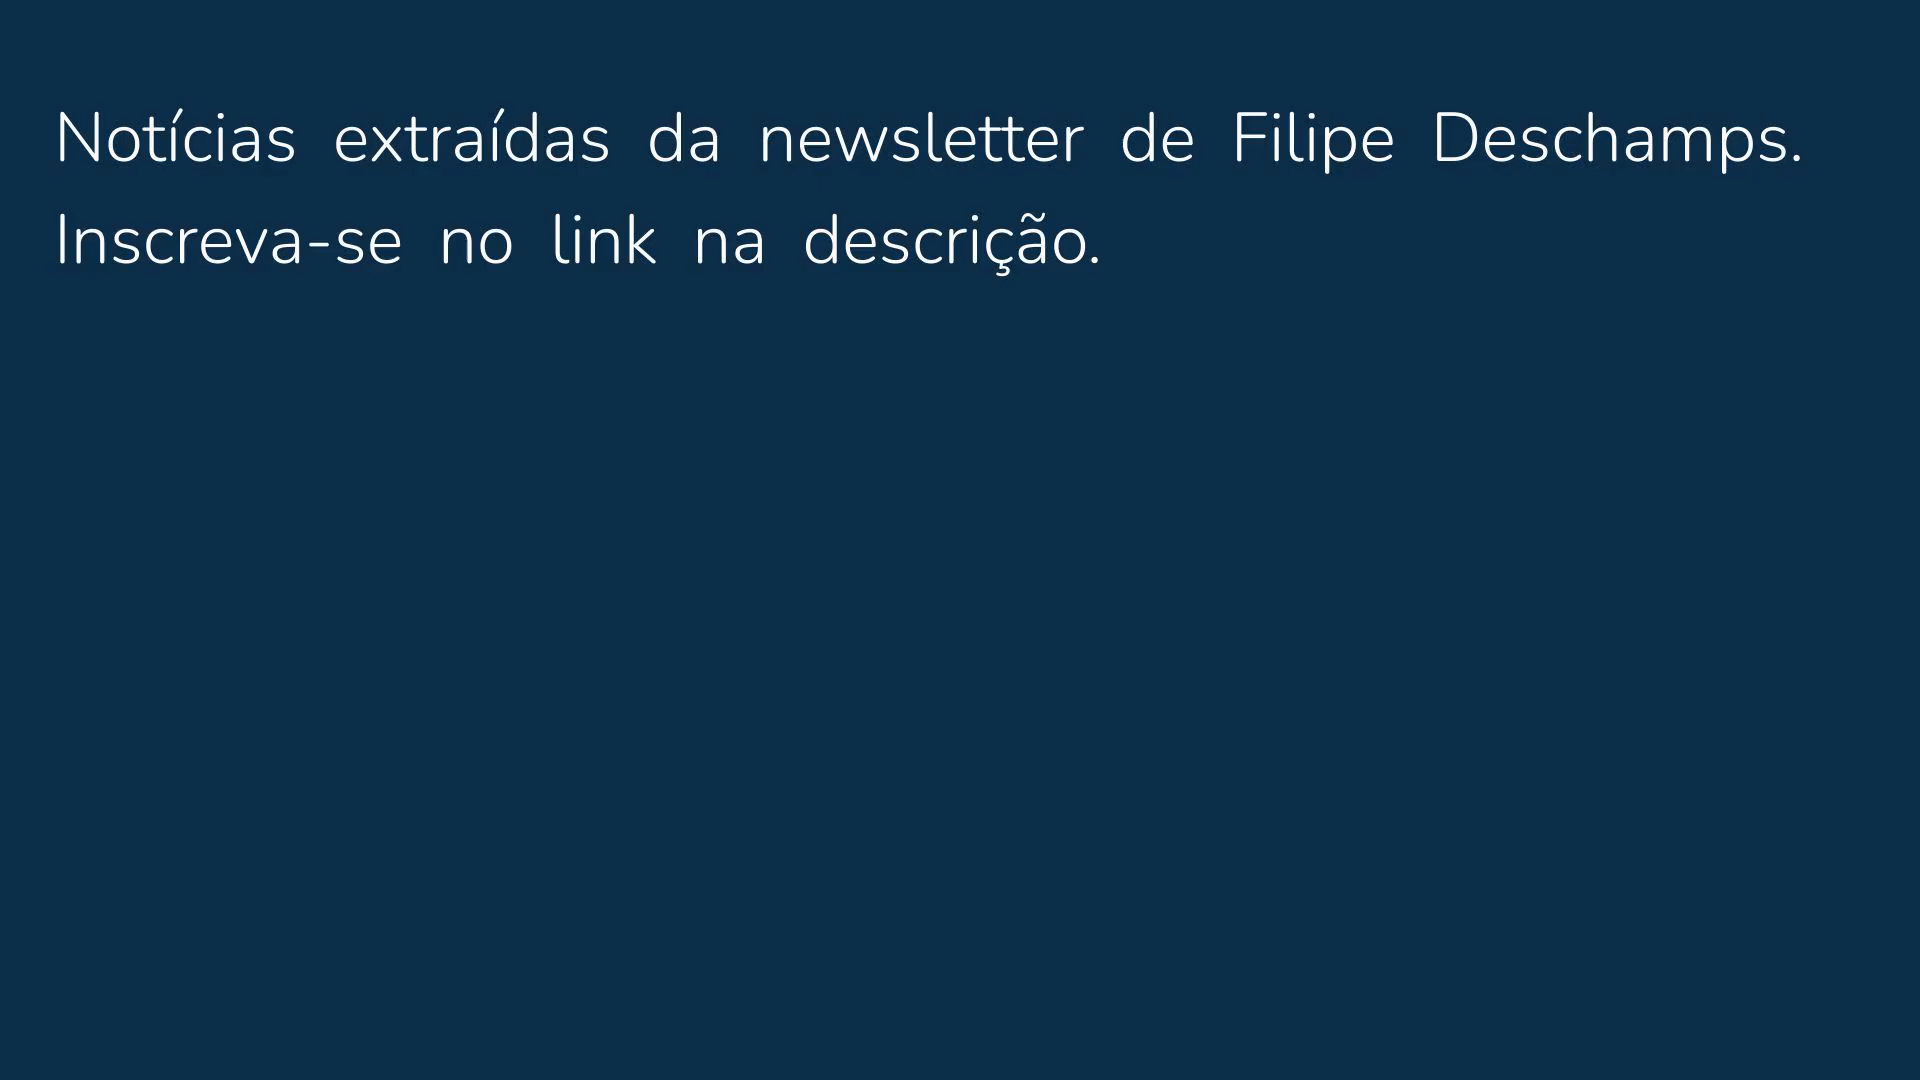 Notícias extraídas da newsletter de Filipe Deschamps.
Inscreva-se no link na descrição.